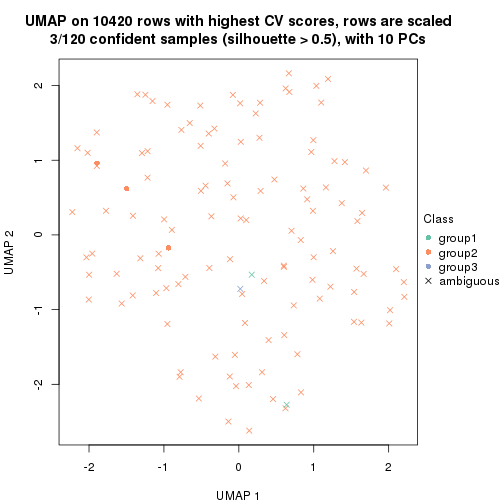 UMAP on 10420 rows with highest CV scores, rows are scaled
3/120 confident samples (silhouette > 0.5), with 10 PCs
2
1
0
-1
-2
UMAP 2
-2
-1
0
1
2
UMAP 1
Class
group1
group2
group3
ambiguous